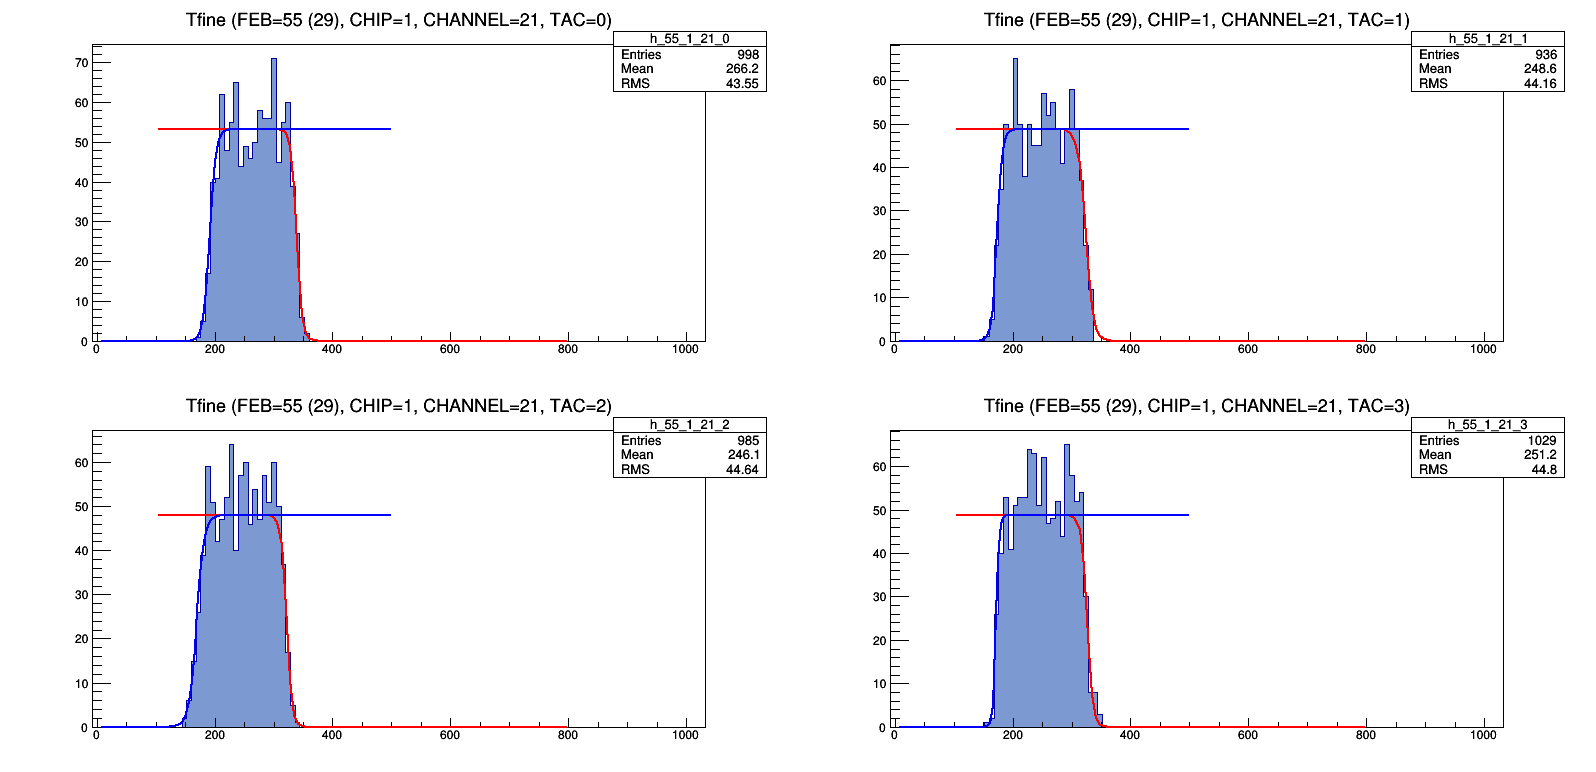 Tfine (FEB=55 (29), CHIP=1, CHANNEL=21, TAC=0)
h_55_1_21_0
Entries 998
Mean 266.2
RMS 43.55
70
60
50
40
30
20
10
0
0 200 400 600 800 1000
Tfine (FEB=55 (29), CHIP=1, CHANNEL=21, TAC=1)
h_55_1_21_1
Entries 936
Mean 248.6
RMS 44.16
60
50
40
30
20
10
0
0 200 400 600 800 1000
Tfine (FEB=55 (29), CHIP=1, CHANNEL=21, TAC=2)
h_55_1_21_2
Entries 985
Mean 246.1
RMS 44.64
60
50
40
30
20
10
0
0 200 400 600 800 1000
Tfine (FEB=55 (29), CHIP=1, CHANNEL=21, TAC=3)
h_55_1_21_3
Entries 1029
Mean 251.2
RMS 44.8
60
50
40
30
20
10
0
0 200 400 600 800 1000